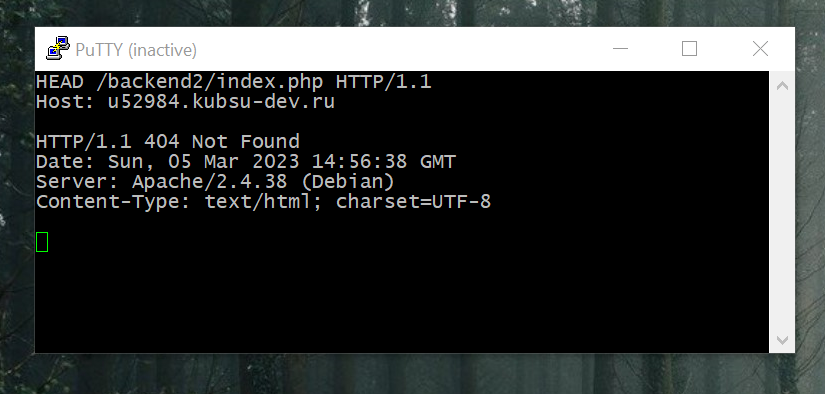 PuTTY (inactive)
HEAD /backend2/index.php HTTP/1.1
Host: u52984.kubsu-dev.ru
HTTP/1.1 404 Not Found
Date: Sun, 05 Mar 2023 14:56:38 GMT
Server: Apache/2.4.38 (Debian)
Content-Type: text/html; charset=UTF-8